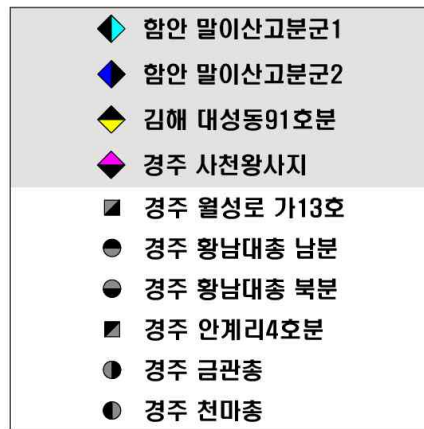 함안 말이산고분군1
함안 말이산고분군2
김해 대성동91호분
경주 사천왕사지
경주 월성로 가13호
경주 황남대총 남분
경주 황남대총 북분
경주 안계리4호분
경주 금관총
경주 천마총